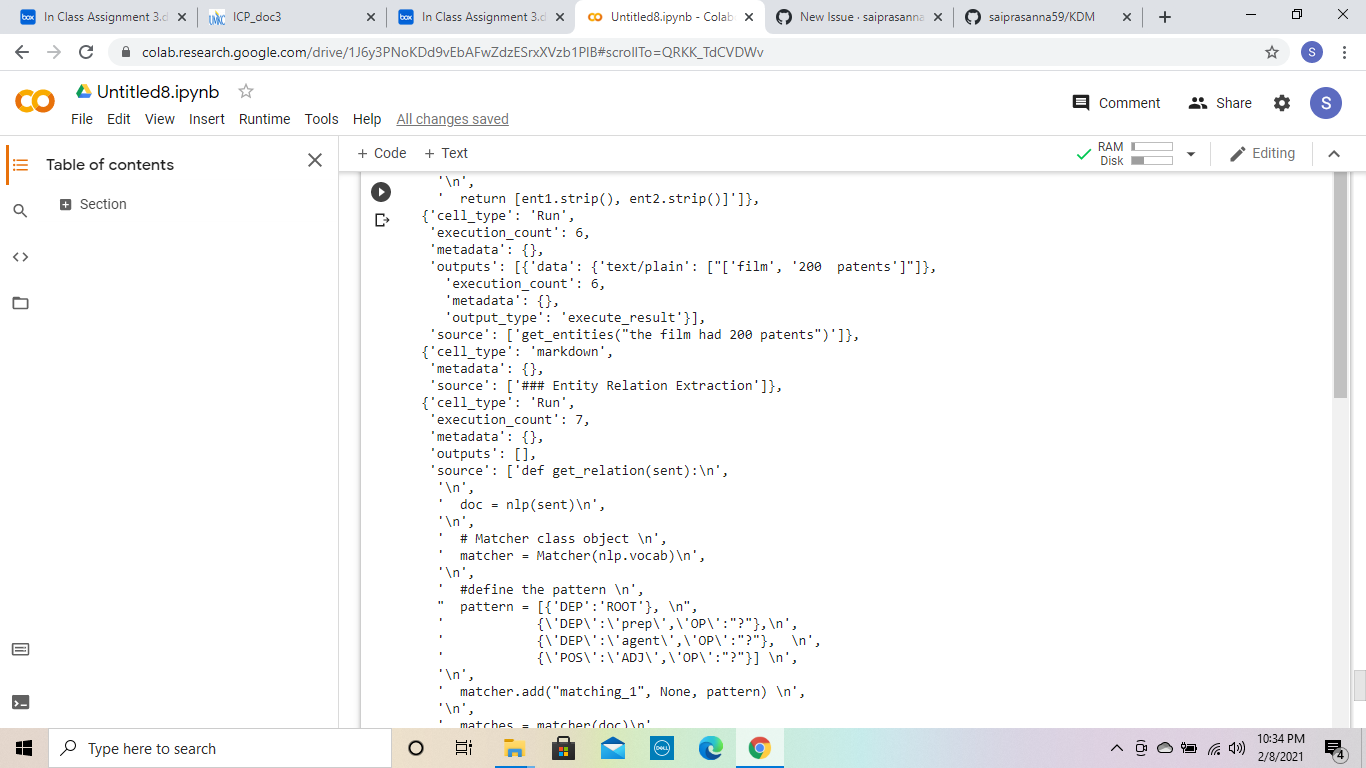 In Class Assignment 3.d
ICP_doc3
In Class Assignment 3.d
Untitled8.ipynb - Colab
New Issue · saiprasanna
saiprasanna59/KDM
colab.research.google.com/drive/1J6y3PNoKDd9vEbAFwZdzESrxXVzb1PlB#scrollTo=QRKK_TdCVDWv
S
Untitled8.ipynb
Comment
Share
S
File Edit View Insert Runtime Tools Help All changes saved
Table of contents
+ Code + Text
RAM
Disk
Editing
Section
'\n',
'  return [ent1.strip(), ent2.strip()]']},
{'cell_type': 'Run',
'execution_count': 6,
'metadata': {},
'outputs': [{'data': {'text/plain': ["['film', '200  patents']"]},
'execution_count': 6,
'metadata': {},
'output_type': 'execute_result'}],
'source': ['get_entities("the film had 200 patents")']},
{'cell_type': 'markdown',
'metadata': {},
'source': ['### Entity Relation Extraction']},
{'cell_type': 'Run',
'execution_count': 7,
'metadata': {},
'outputs': [],
'source': ['def get_relation(sent):\n',
'\n',
'  doc = nlp(sent)\n',
'\n',
'  # Matcher class object \n',
'  matcher = Matcher(nlp.vocab)\n',
'\n',
'  #define the pattern \n',
"  pattern = [{'DEP':'ROOT'}, \n",
'            {\'DEP\':\'prep\',\'OP\':"?"},\n',
'            {\'DEP\':\'agent\',\'OP\':"?"},  \n',
'            {\'POS\':\'ADJ\',\'OP\':"?"}] \n',
'\n',
'  matcher.add("matching_1", None, pattern) \n',
'\n',
'  matches = matcher(doc)\n'
Type here to search
DELL
10:34 PM
2/8/2021
4